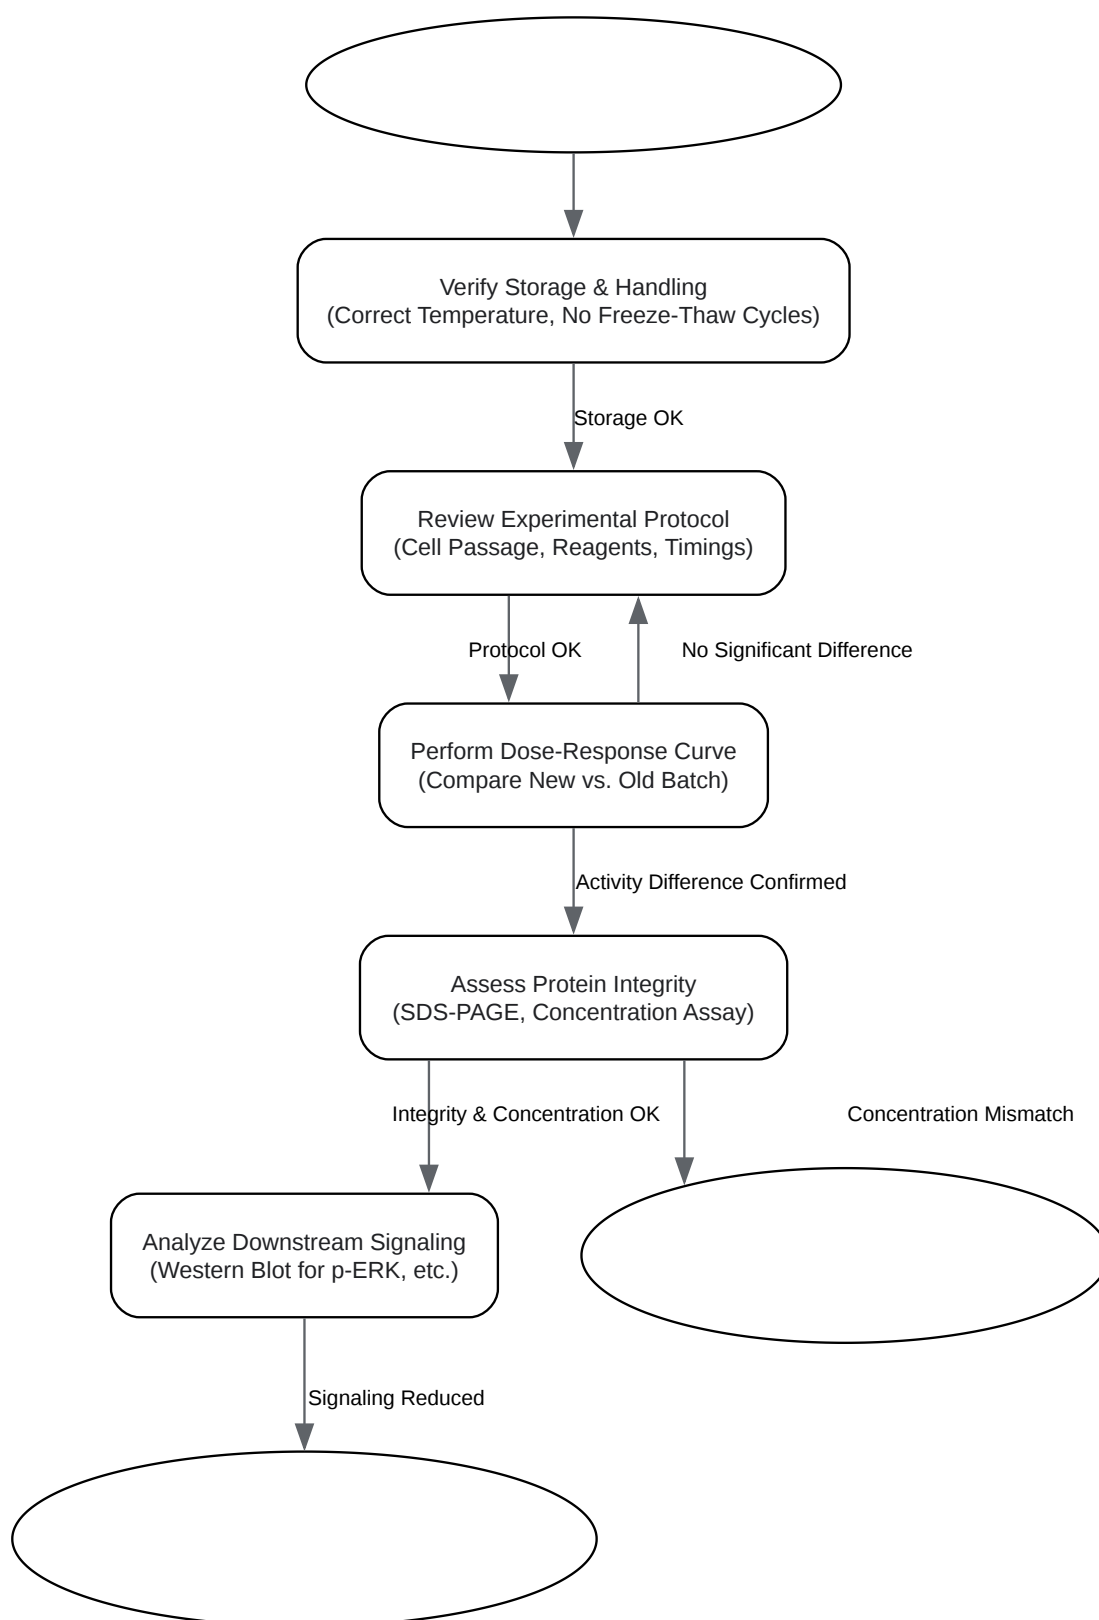 Verify Storage & Handling
(Correct Temperature, No Freeze-Thaw Cycles)
Storage OK
Review Experimental Protocol
(Cell Passage, Reagents, Timings)
Protocol OK
No Significant Difference
Perform Dose-Response Curve
(Compare New vs. Old Batch)
Activity Difference Confirmed
Assess Protein Integrity
(SDS-PAGE, Concentration Assay)
Integrity & Concentration OK
Concentration Mismatch
Analyze Downstream Signaling
(Western Blot for p-ERK, etc.)
Signaling Reduced